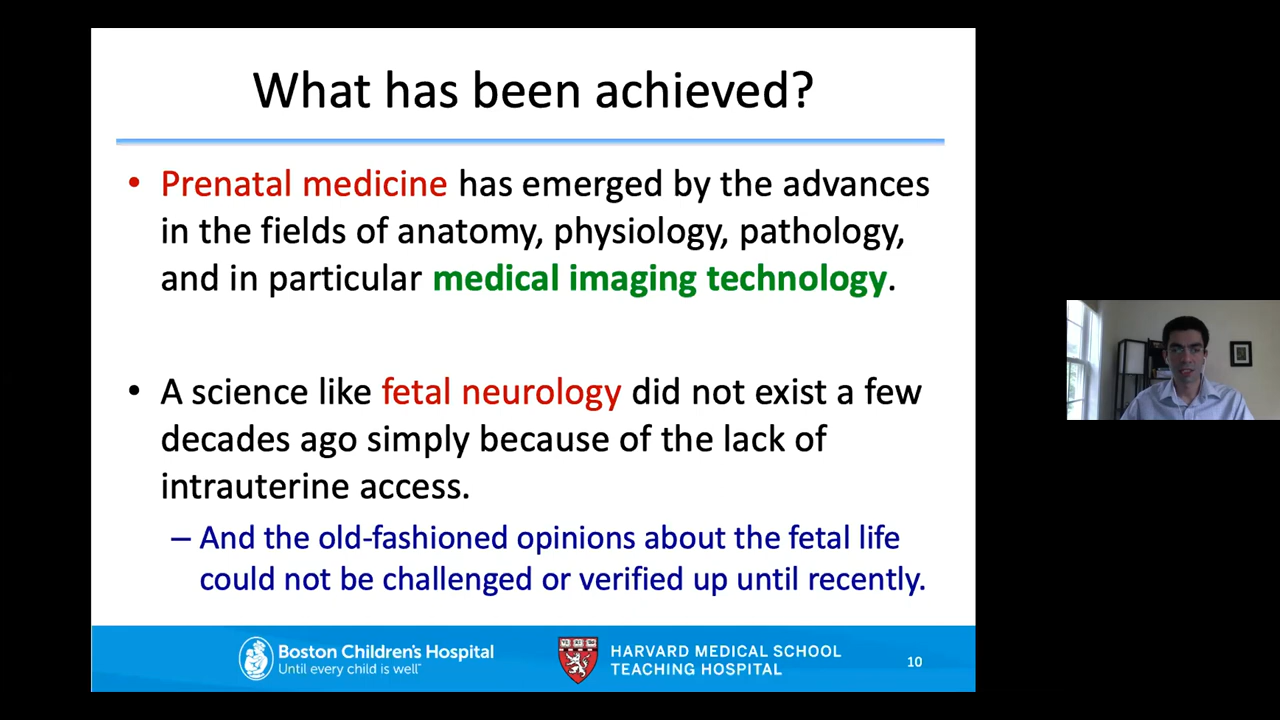 What has been achieved?
• Prenatal medicine has emerged by the advances
in the fields of anatomy, physiology, pathology,
and in particular medical imaging technology.
• A science like fetal neurology did not exist a few
decades ago simply because of the lack of
intrauterine access.
– And the old-fashioned opinions about the fetal life
could not be challenged or verified up until recently.
Boston Children's Hospital
Until every child is well™
HARVARD MEDICAL SCHOOL
TEACHING HOSPITAL
10